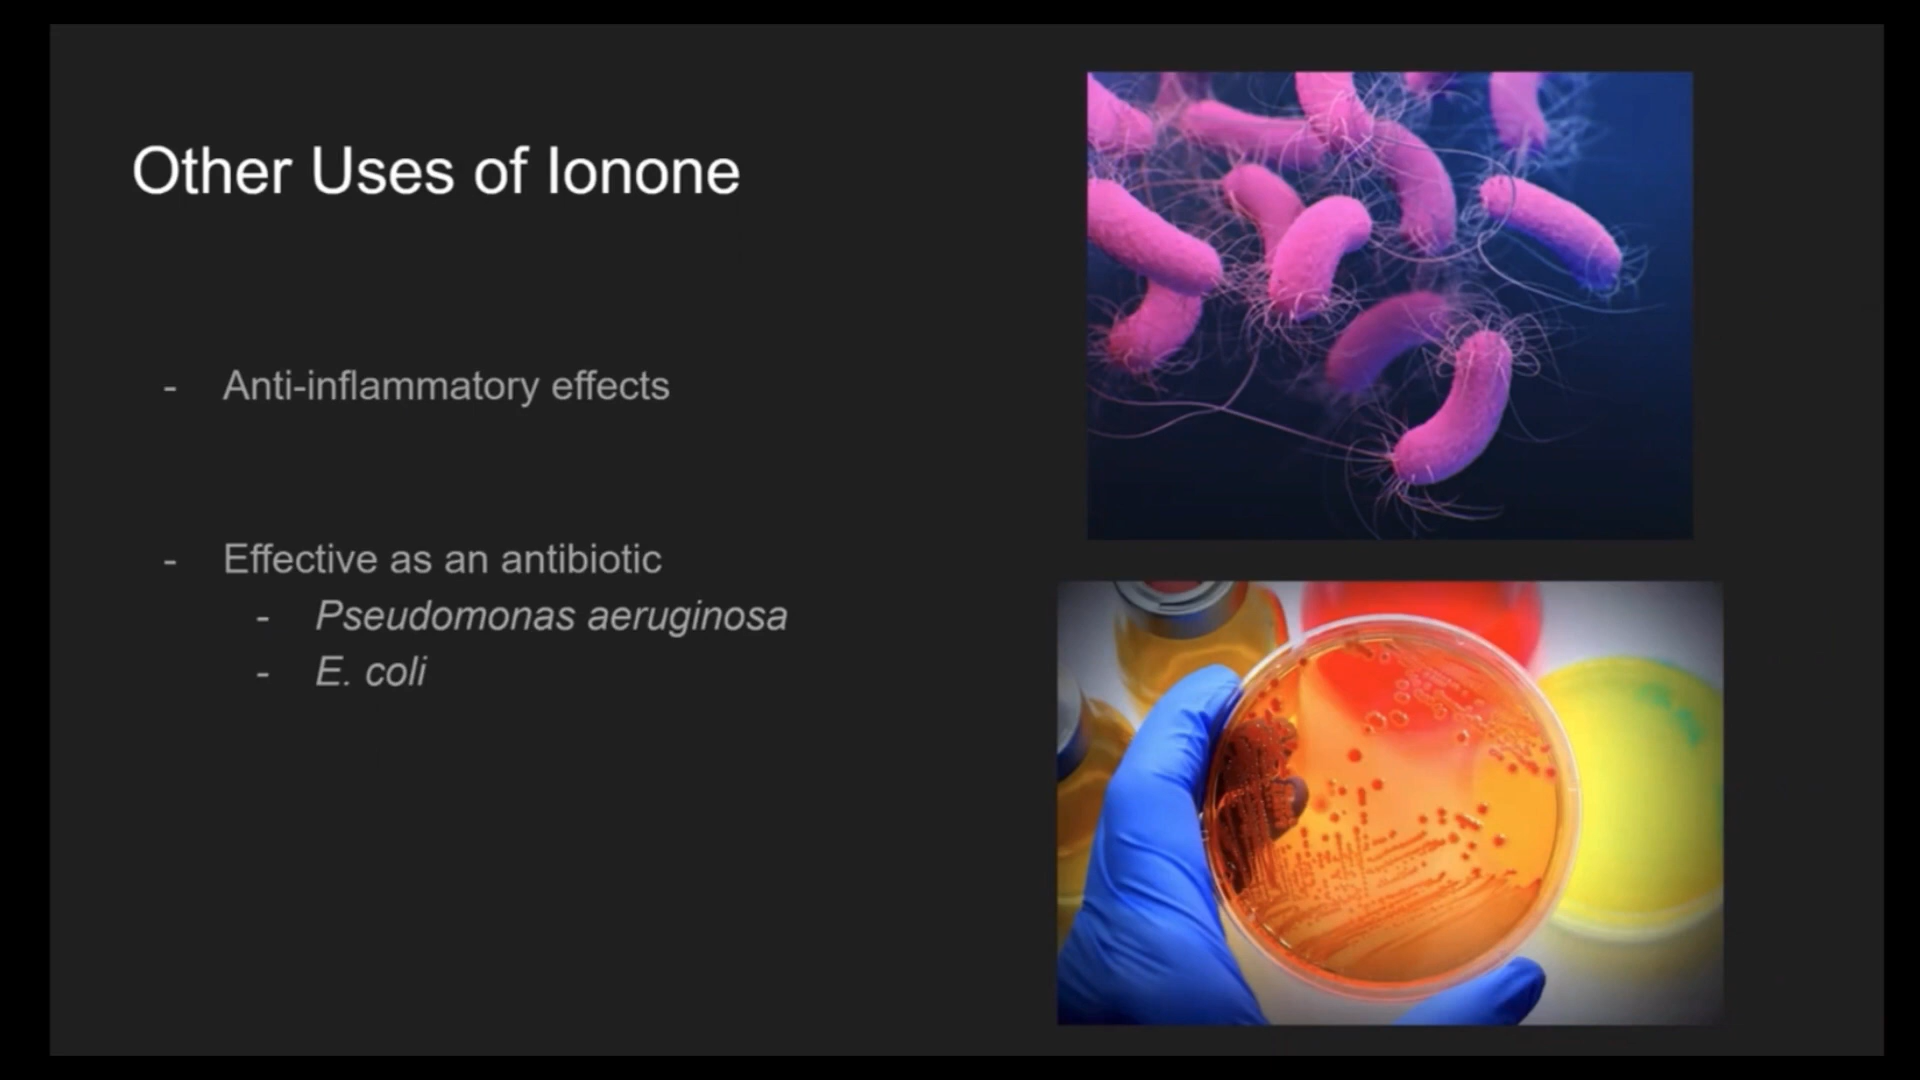 Other Uses of Ionone
- Anti-inflammatory effects
- Effective as an antibiotic
- Pseudomonas aeruginosa
- E. coli